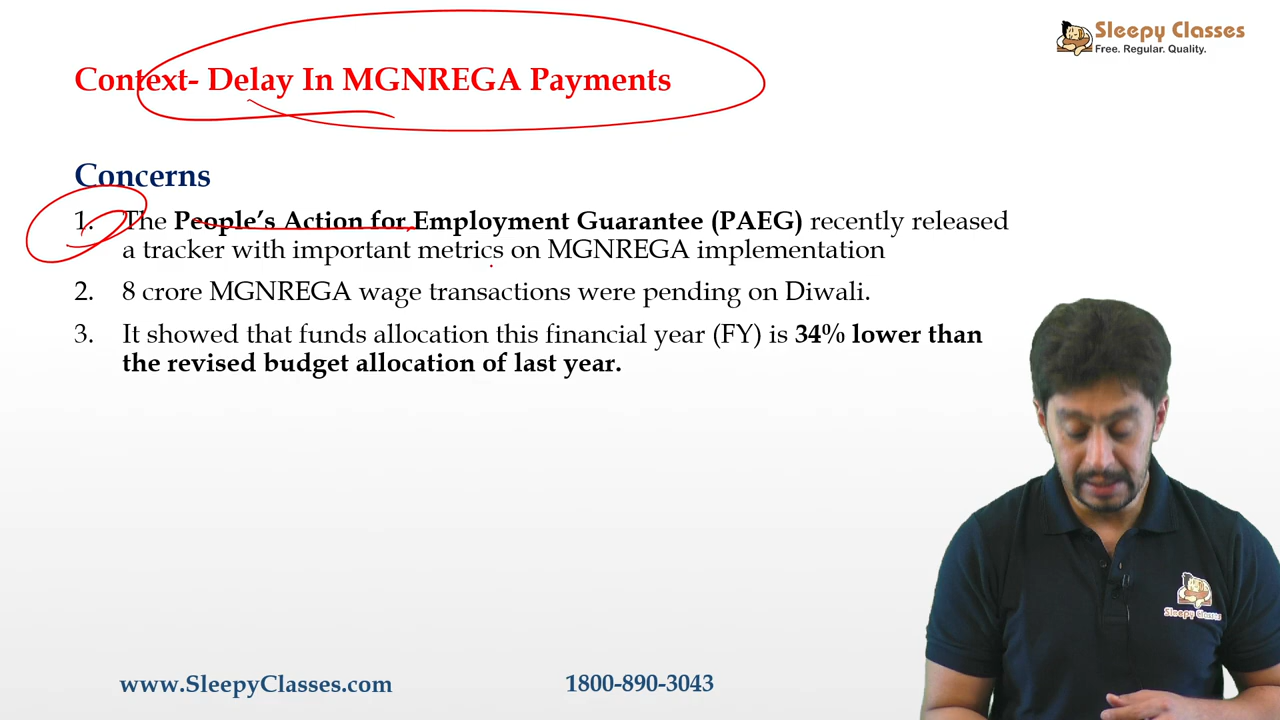 Sleepy Classes
Free. Regular. Quality.
Context- Delay In MGNREGA Payments
Concerns
1. The People's Action for Employment Guarantee (PAEG) recently released
a tracker with important metrics on MGNREGA implementation
2. 8 crore MGNREGA wage transactions were pending on Diwali.
3. It showed that funds allocation this financial year (FY) is 34% lower than
the revised budget allocation of last year.
Sleepy Classes
www.SleepyClasses.com
1800-890-3043